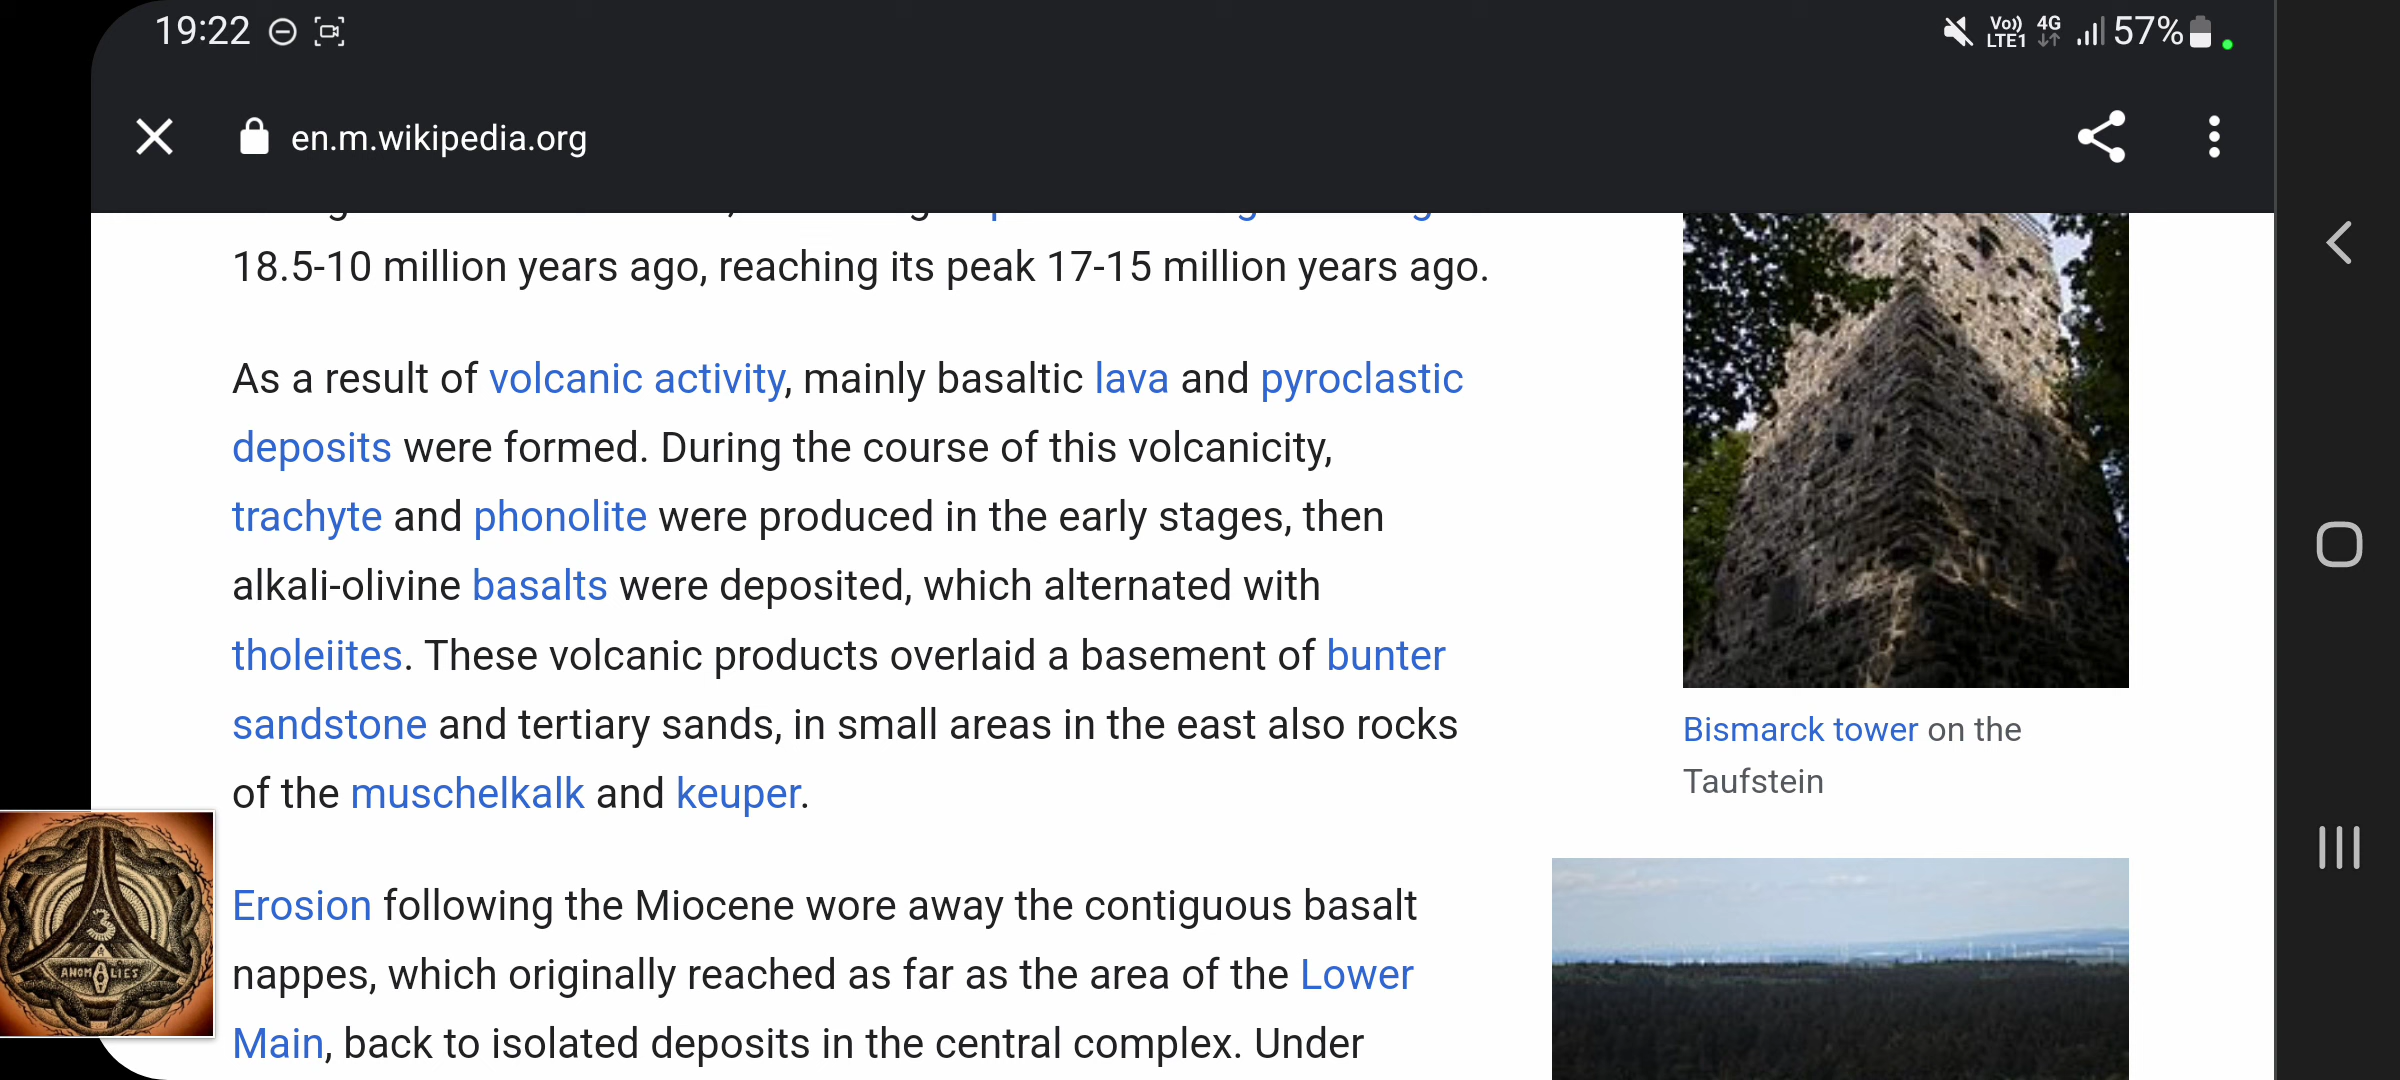 19:22
Vo)) LTE1 4G 57%
en.m.wikipedia.org
18.5-10 million years ago, reaching its peak 17-15 million years ago.
As a result of volcanic activity, mainly basaltic lava and pyroclastic
deposits were formed. During the course of this volcanicity,
trachyte and phonolite were produced in the early stages, then
alkali-olivine basalts were deposited, which alternated with
tholeiites. These volcanic products overlaid a basement of bunter
sandstone and tertiary sands, in small areas in the east also rocks
of the muschelkalk and keuper.
Bismarck tower on the
Taufstein
Erosion following the Miocene wore away the contiguous basalt
nappes, which originally reached as far as the area of the Lower
Main, back to isolated deposits in the central complex. Under
3
ANOMALIES